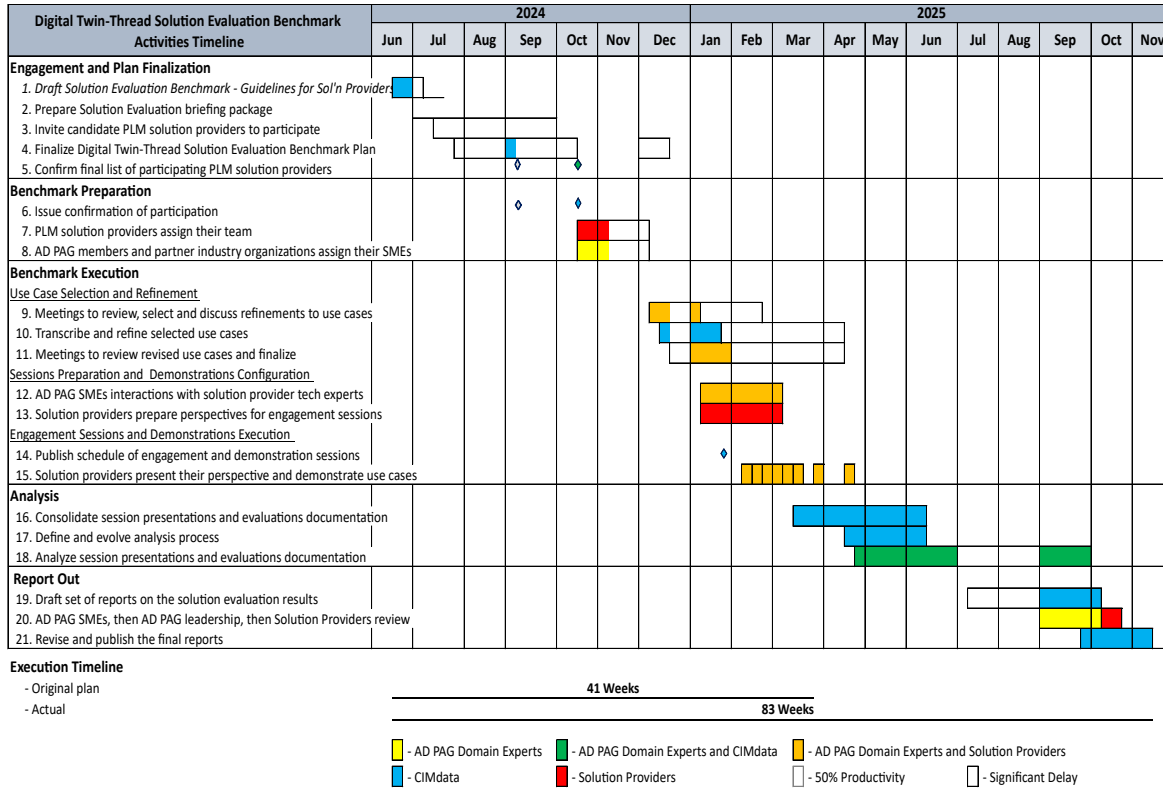 Digital Twin-Thread Solution Evaluation Benchmark
Activities Timeline
2024 2025
Jun Jul Aug Sep Oct Nov Dec Jan Feb Mar Apr May Jun Jul Aug Sep Oct Nov
Engagement and Plan Finalization
1. Draft Solution Evaluation Benchmark - Guidelines for Sol'n Providers
2. Prepare Solution Evaluation briefing package
3. Invite candidate PLM solution providers to participate
4. Finalize Digital Twin-Thread Solution Evaluation Benchmark Plan
5. Confirm final list of participating PLM solution providers
Benchmark Preparation
6. Issue confirmation of participation
7. PLM solution providers assign their team
8. AD PAG members and partner industry organizations assign their SMEs
Benchmark Execution
Use Case Selection and Refinement
9. Meetings to review, select and discuss refinements to use cases
10. Transcribe and refine selected use cases
11. Meetings to review revised use cases and finalize
Sessions Preparation and Demonstrations Configuration
12. AD PAG SMEs interactions with solution provider tech experts
13. Solution providers prepare perspectives for engagement sessions
Engagement Sessions and Demonstrations Execution
14. Publish schedule of engagement and demonstration sessions
15. Solution providers present their perspective and demonstrate use cases
Analysis
16. Consolidate session presentations and evaluations documentation
17. Define and evolve analysis process
18. Analyze session presentations and evaluations documentation
Report Out
19. Draft set of reports on the solution evaluation results
20. AD PAG SMEs, then AD PAG leadership, then Solution Providers review
21. Revise and publish the final reports
Execution Timeline
- Original plan 41 Weeks
- Actual 83 Weeks
- AD PAG Domain Experts - AD PAG Domain Experts and CIMdata - AD PAG Domain Experts and Solution Providers
- CIMdata - Solution Providers - 50% Productivity - Significant Delay